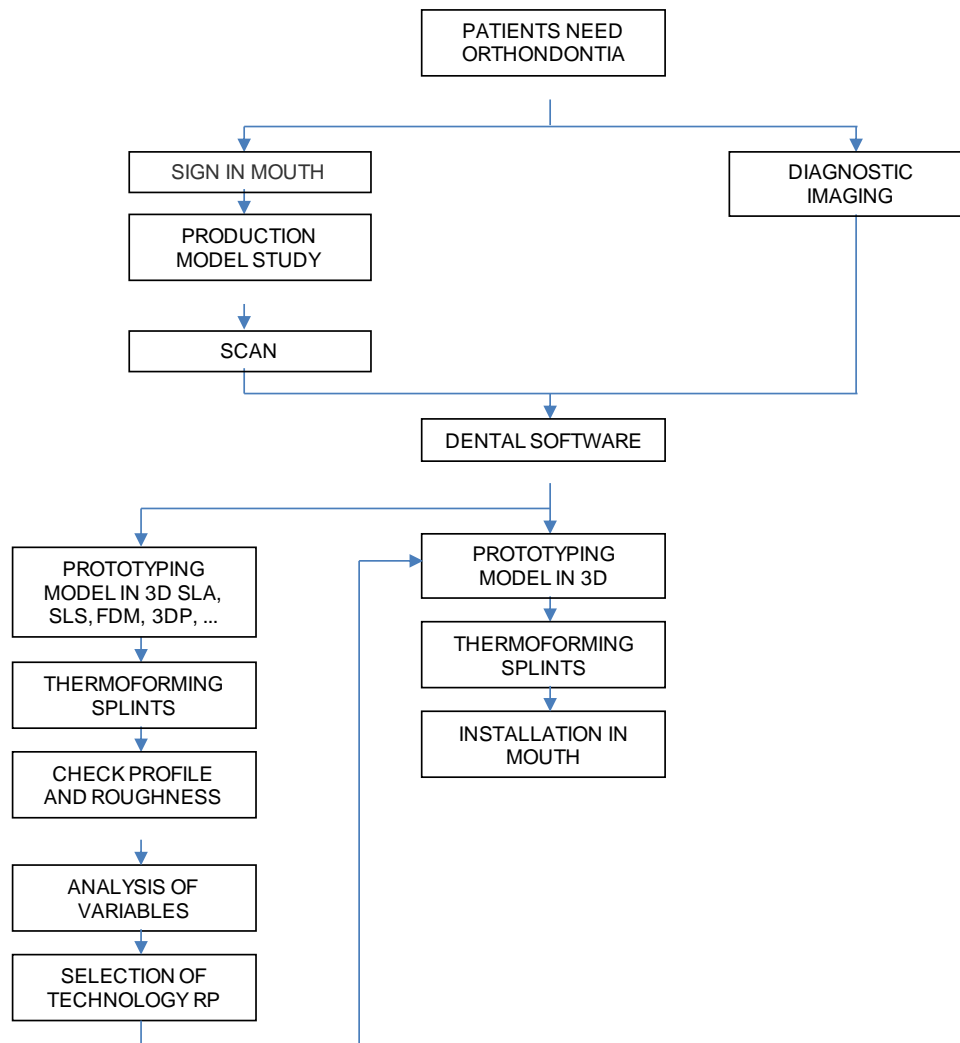 PATIENTS NEED
ORTHONDONTIA
SIGN IN MOUTH
DIAGNOSTIC
IMAGING
PRODUCTION
MODEL STUDY
SCAN
DENTAL SOFTWARE
PROTOTYPING
MODEL IN 3D SLA,
SLS, FDM, 3DP, ...
THERMOFORMING
SPLINTS
CHECK PROFILE
AND ROUGHNESS
ANALYSIS OF
VARIABLES
SELECTION OF
TECHNOLOGY RP
PROTOTYPING
MODEL IN 3D
THERMOFORMING
SPLINTS
INSTALLATION IN
MOUTH